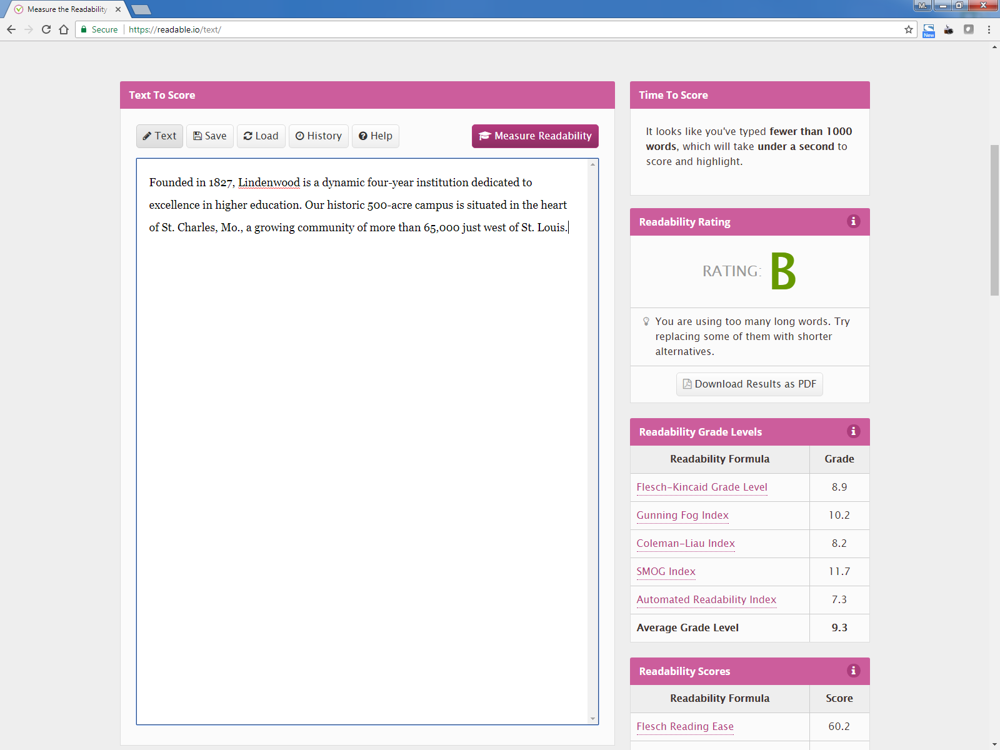 Measure the Readability
M.
Secure
https://readable.io/text/
New
Text To Score
Text
Save
Load
History
Help
Measure Readability
Founded in 1827, Lindenwood is a dynamic four-year institution dedicated to
excellence in higher education. Our historic 500-acre campus is situated in the heart
of St. Charles, Mo., a growing community of more than 65,000 just west of St. Louis.
Time To Score
It looks like you've typed fewer than 1000
words, which will take under a second to
score and highlight.
Readability Rating
RATING: B
You are using too many long words. Try
replacing some of them with shorter
alternatives.
Download Results as PDF
Readability Grade Levels
Readability Formula Grade
Flesch-Kincaid Grade Level 8.9
Gunning Fog Index 10.2
Coleman-Liau Index 8.2
SMOG Index 11.7
Automated Readability Index 7.3
Average Grade Level 9.3
Readability Scores
Readability Formula Score
Flesch Reading Ease 60.2